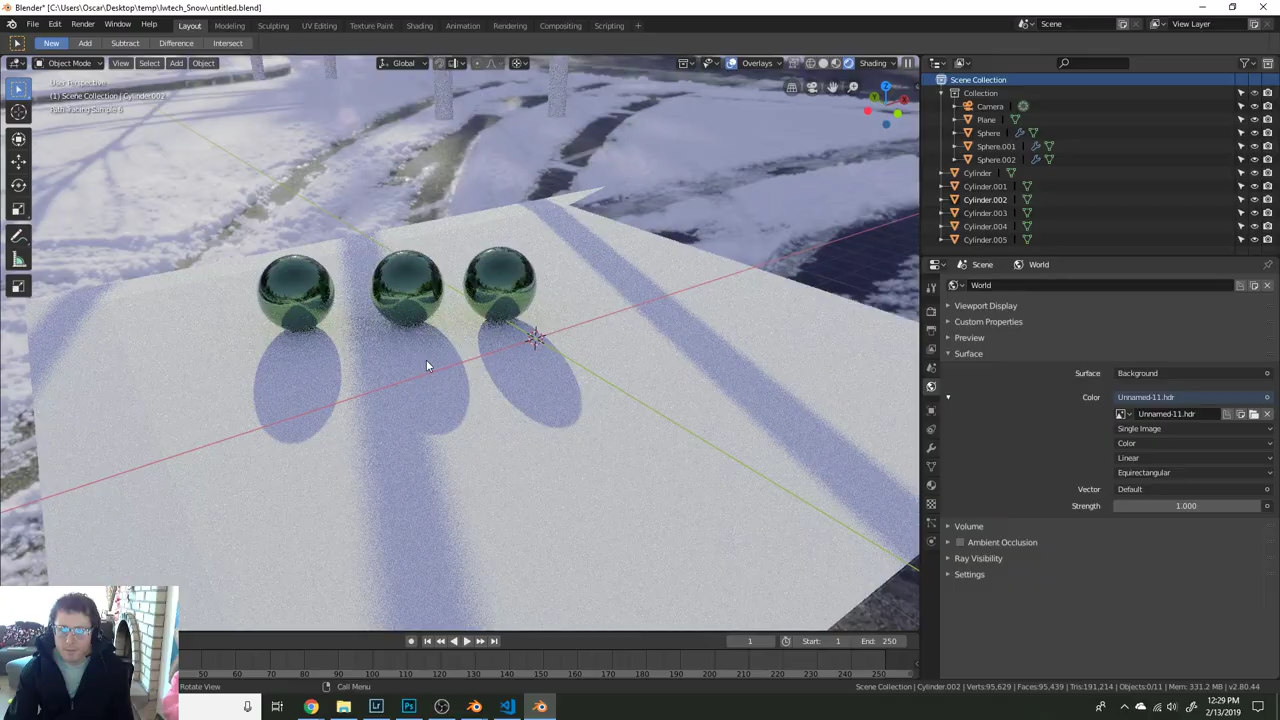 Blender* [C:\Users\Oscar\Desktop\temp\lwtech_Snow\untitled.blend]
File Edit Render Window Help Layout Modeling Sculpting UV Editing Texture Paint Shading Animation Rendering Compositing Scripting + Scene View Layer
New Add Subtract Difference Intersect
Object Mode View Select Add Object Global Overlays Shading
User Perspective
(1) Scene Collection | Cylinder.002
Path Tracing Sample 6
Scene Collection
Collection
Camera
Plane
Sphere
Sphere.001
Sphere.002
Cylinder
Cylinder.001
Cylinder.002
Cylinder.003
Cylinder.004
Cylinder.005
Scene World
World
Viewport Display
Custom Properties
Preview
Surface
Surface Background
Color Unnamed-11.hdr
Unnamed-11.hdr
Single Image
Color
Linear
Equirectangular
Vector Default
Strength 1.000
Volume
Ambient Occlusion
Ray Visibility
Settings
1 Start: 1 End: 250
50 60 70 80 90 100 110 120 130 140 150 160 170 180 190 200 210 220 230 240 250
Rotate View Call Menu Scene Collection | Cylinder.002 | Verts:95,629 | Faces:95,439 | Tris:191,214 | Objects:0/11 | Mem: 331.2 MB | v2.80.44
12:29 PM
2/13/2019